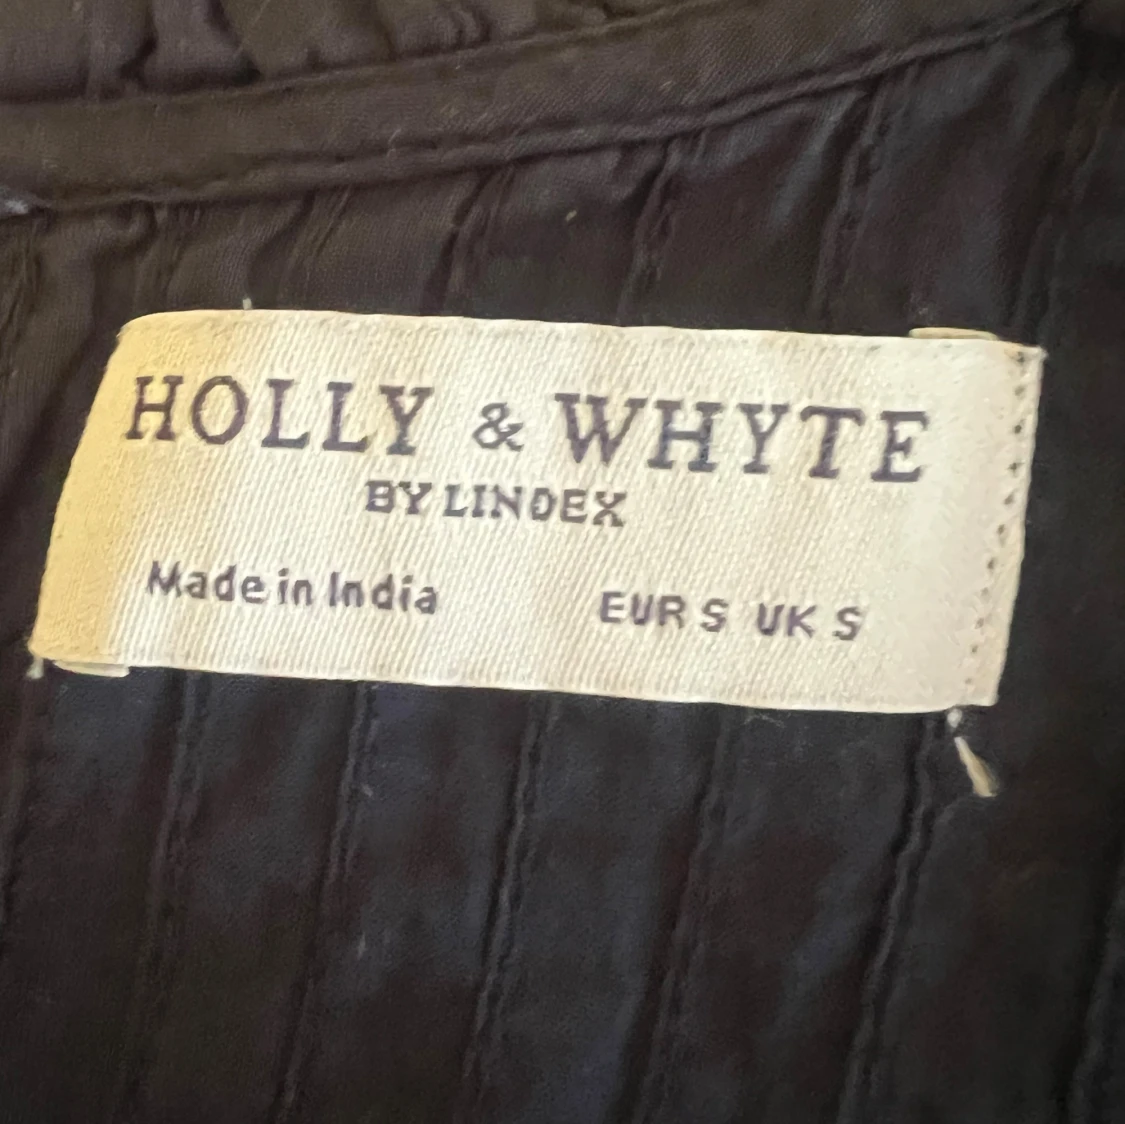 HOLLY & WHYTE
BY LINDEX
Made in India EUR S UK S